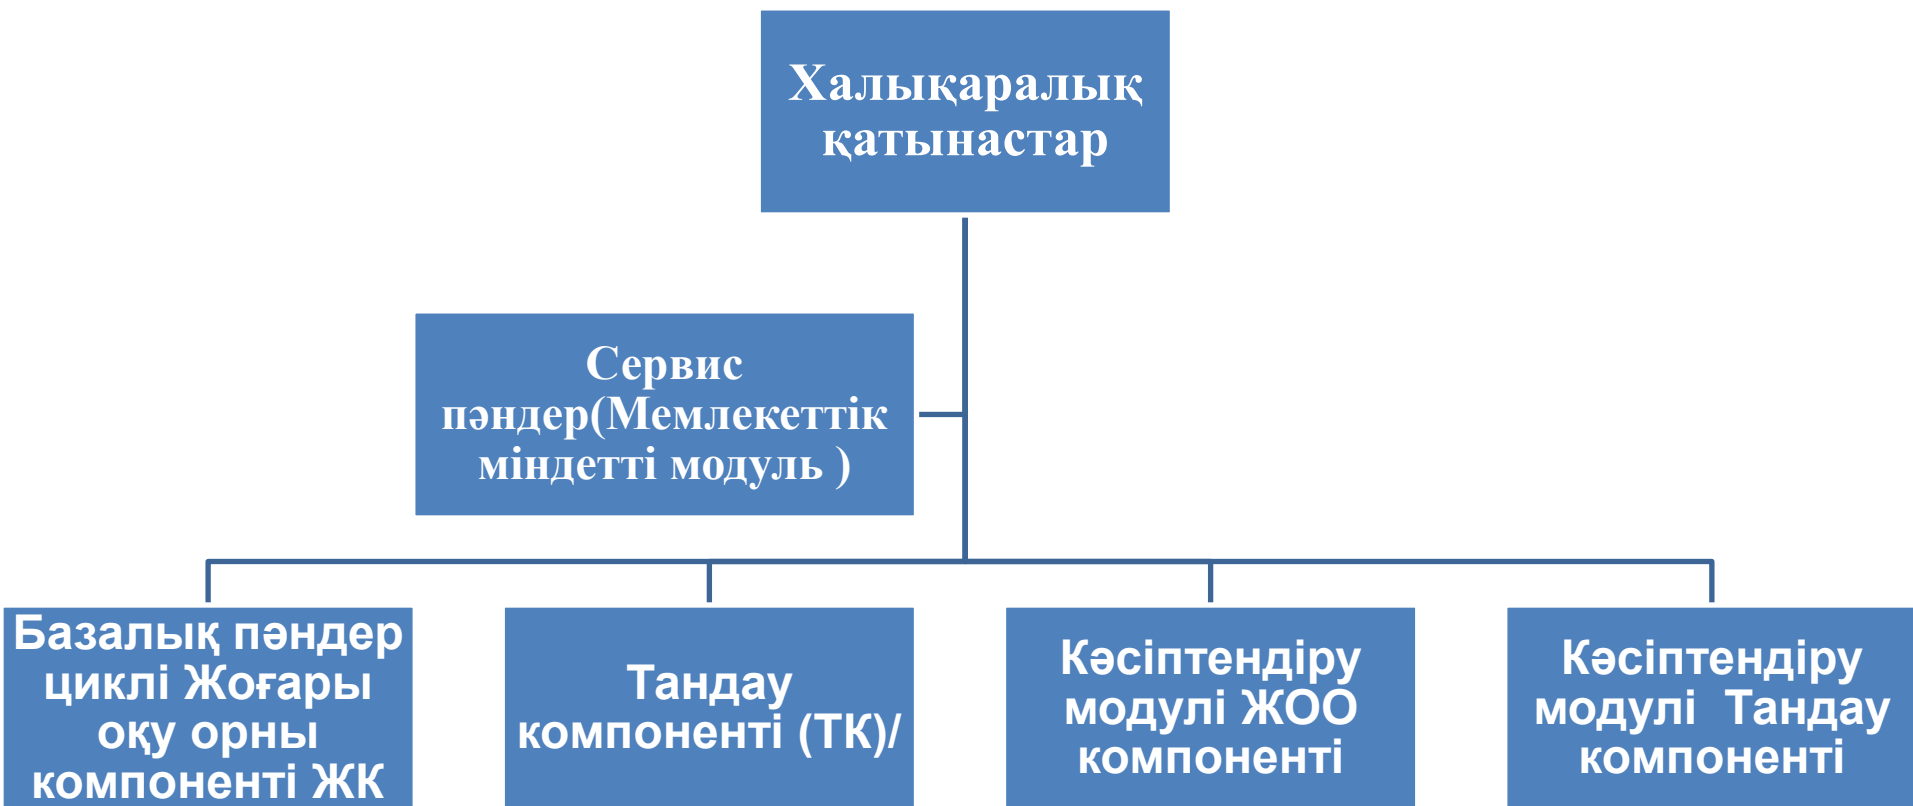 Халықаралық
қатынастар
Сервис
пәндер(Мемлекеттік
міндетті модуль )
Базалық пәндер
циклі Жоғары
оқу орны
компоненті ЖК
Тандау
компоненті (ТК)/
Кәсіптендіру
модулі ЖОО
компоненті
Кәсіптендіру
модулі  Тандау
компоненті